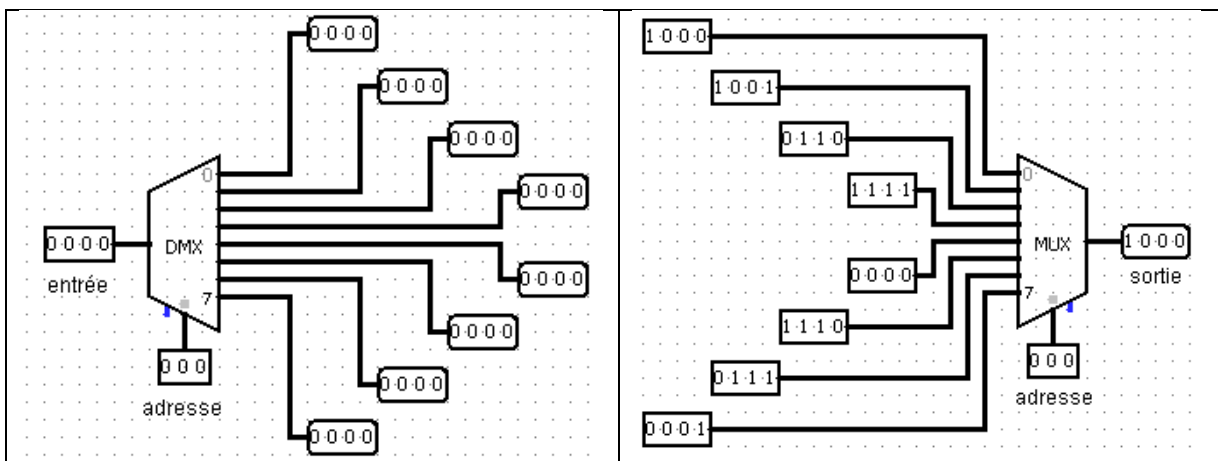 0 0 0 0
0 0 0 0
0 0 0 0
0 0 0 0
0
0 0 0 0
DMX
entrée
0 0 0 0
7
0 0 0 0
0 0 0
0 0 0 0
adresse
0 0 0 0
1 0 0 0
1 0 0 1
0 1 1 0
1 1 1 1
0
MUX
1 0 0 0
0 0 0 0
sortie
7
1 1 1 0
0 0 0
0 1 1 1
adresse
0 0 0 1